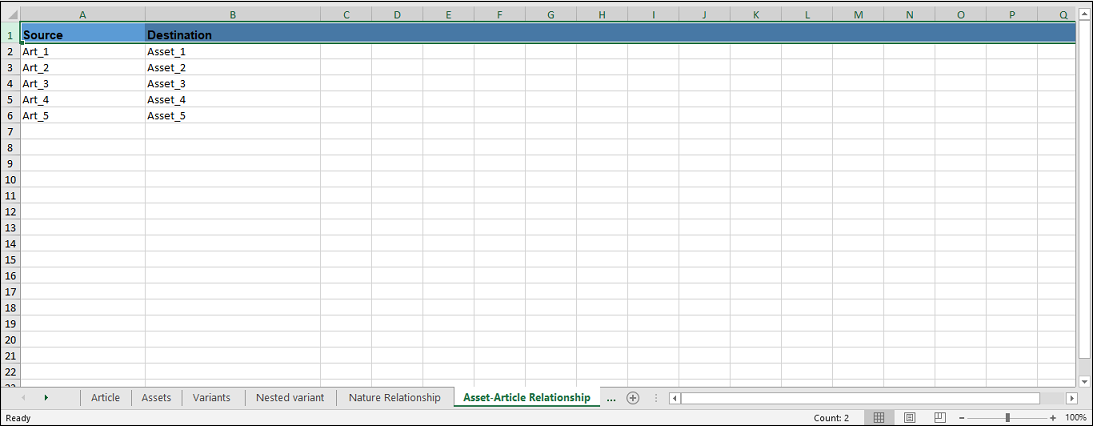 A B C D E F G H I J K L M N O P Q
1 Source Destination
2 Art_1 Asset_1
3 Art_2 Asset_2
4 Art_3 Asset_3
5 Art_4 Asset_4
6 Art_5 Asset_5
7
8
9
10
11
12
13
14
15
16
17
18
19
20
21
22
23
Article Assets Variants Nested variant Nature Relationship Asset-Article Relationship ...
Ready Count: 2 100%